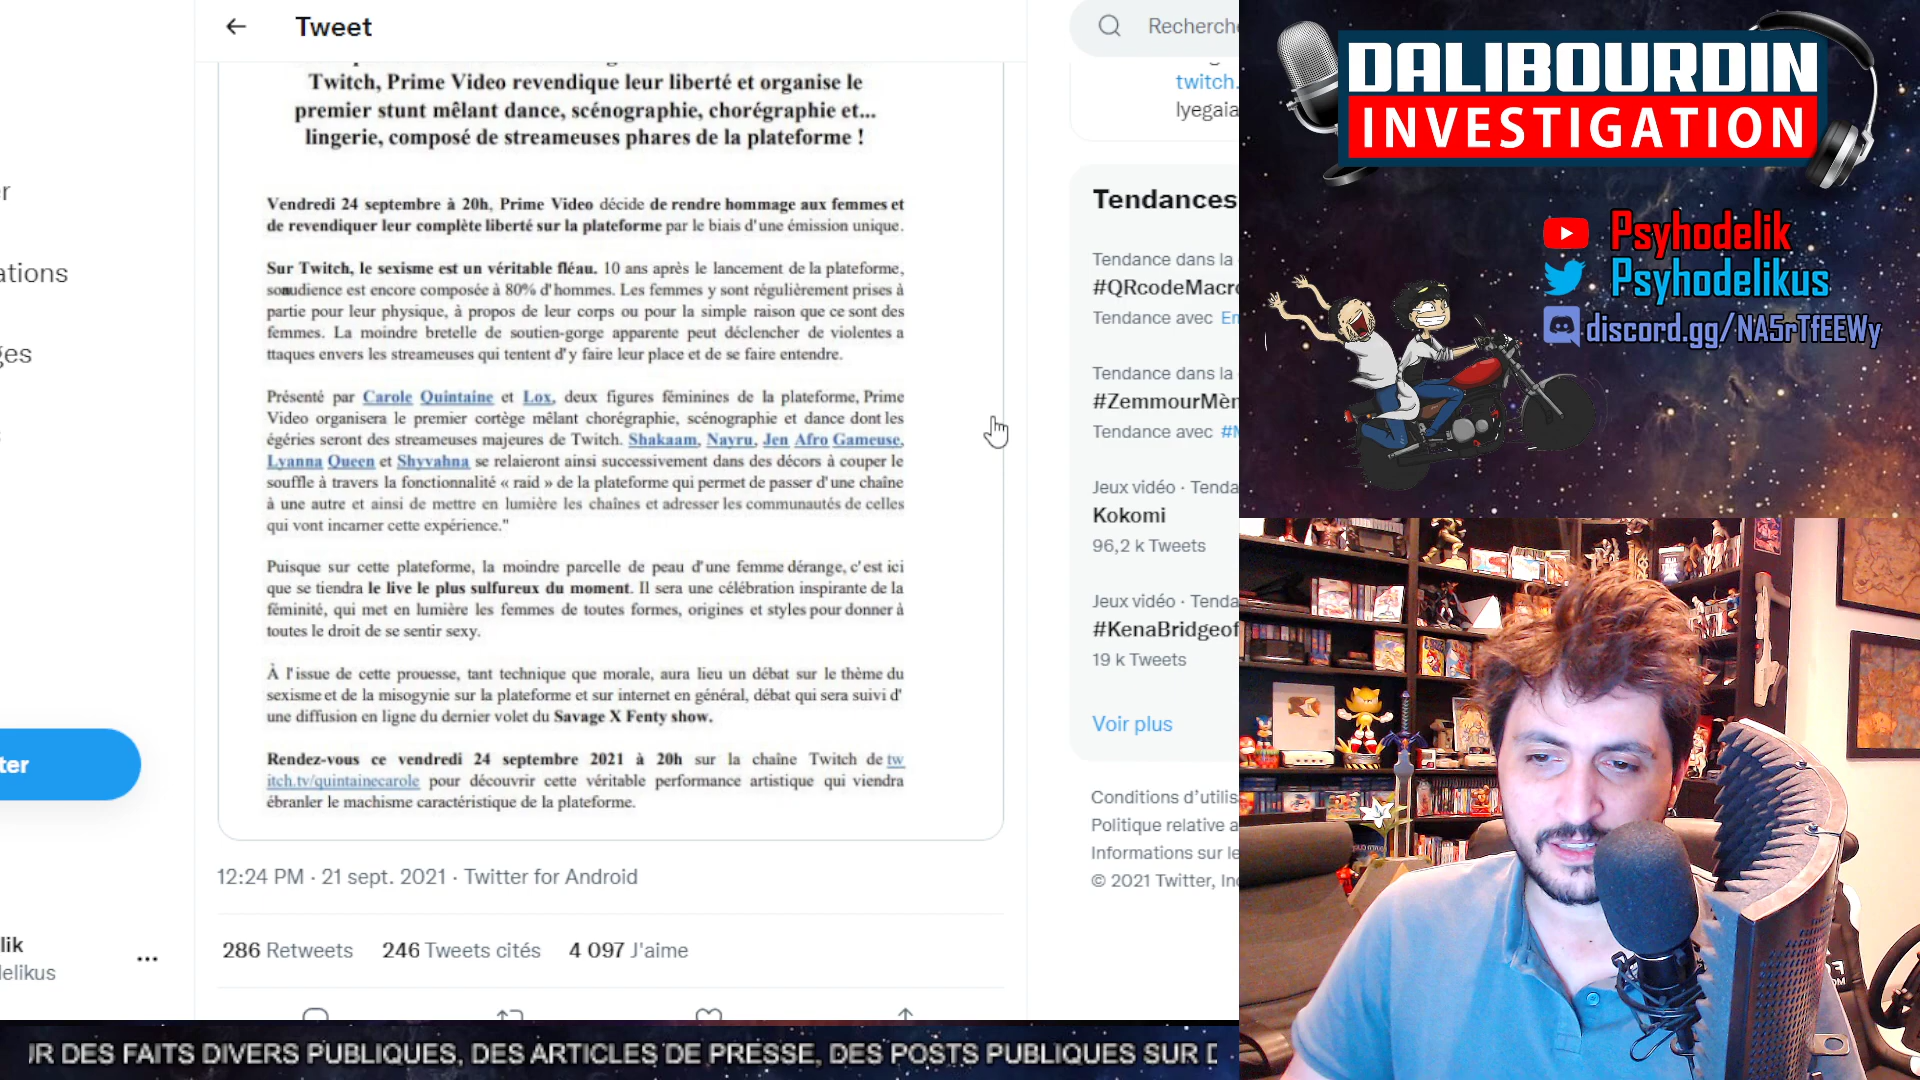 Tweet
Twitch, Prime Video revendique leur liberté et organise le
premier stunt mêlant dance, scénographie, chorégraphie et...
lingerie, composé de streameuses phares de la plateforme !
Vendredi 24 septembre à 20h, Prime Video décide de rendre hommage aux femmes et
de revendiquer leur complète liberté sur la plateforme par le biais d'une émission unique.
Sur Twitch, le sexisme est un véritable fléau. 10 ans après le lancement de la plateforme,
audience est encore composée à 80% d'hommes. Les femmes y sont régulièrement prises à
partie pour leur physique, à propos de leur corps ou pour la simple raison que ce sont des
femmes. La moindre bretelle de soutien-gorge apparente peut déclencher de violentes a
ttaques envers les streameuses qui tentent d'y faire leur place et de se faire entendre.
Présenté par Carole Quintaine et Lox, deux figures féminines de la plateforme, Prime
Video organisera le premier cortège mêlant chorégraphie, scénographie et dance dont les
égéries seront des streameuses majeures de Twitch. Shakaam, Nayru, Jen Afro Gameuse,
Lyanna Queen et Shyvahna se relaieront ainsi successivement dans des décors à couper le
souffle à travers la fonctionnalité « raid » de la plateforme qui permet de passer d'une chaîne
à une autre et ainsi de mettre en lumière les chaînes et adresser les communautés de celles
qui vont incarner cette expérience."
Puisque sur cette plateforme, la moindre parcelle de peau d'une femme dérange, c'est ici
que se tiendra le live le plus sulfureux du moment. Il sera une célébration inspirante de la
féminité, qui met en lumière les femmes de toutes formes, origines et styles pour donner à
toutes le droit de se sentir sexy.
À l'issue de cette prouesse, tant technique que morale, aura lieu un débat sur le thème du
sexisme et de la misogynie sur la plateforme et sur internet en général, débat qui sera suivi d'
une diffusion en ligne du dernier volet du Savage X Fenty show.
Rendez-vous ce vendredi 24 septembre 2021 à 20h sur la chaîne Twitch de tw
itch.tv/quintainecarole pour découvrir cette véritable performance artistique qui viendra
ébranler le machisme caractéristique de la plateforme.
12:24 PM · 21 sept. 2021 · Twitter for Android
286 Retweets 246 Tweets cités 4 097 J'aime
er
ations
ges
ter
lik
delikus
Recherche
twitch.
lyegaia
Tendances
Tendance dans la
#QRcodeMacro
Tendance avec Em
Tendance dans la
#ZemmourMèn
Tendance avec #M
Jeux vidéo · Tenda
Kokomi
96,2 k Tweets
Jeux vidéo · Tenda
#KenaBridgeof
19 k Tweets
Voir plus
Conditions d'utilis
Politique relative a
Informations sur le
© 2021 Twitter, Inc
DALIBOURDIN
INVESTIGATION
Psyhodelik
Psyhodelikus
discord.gg/NA5rTfEEWy
UR DES FAITS DIVERS PUBLIQUES, DES ARTICLES DE PRESSE, DES POSTS PUBLIQUES SUR D